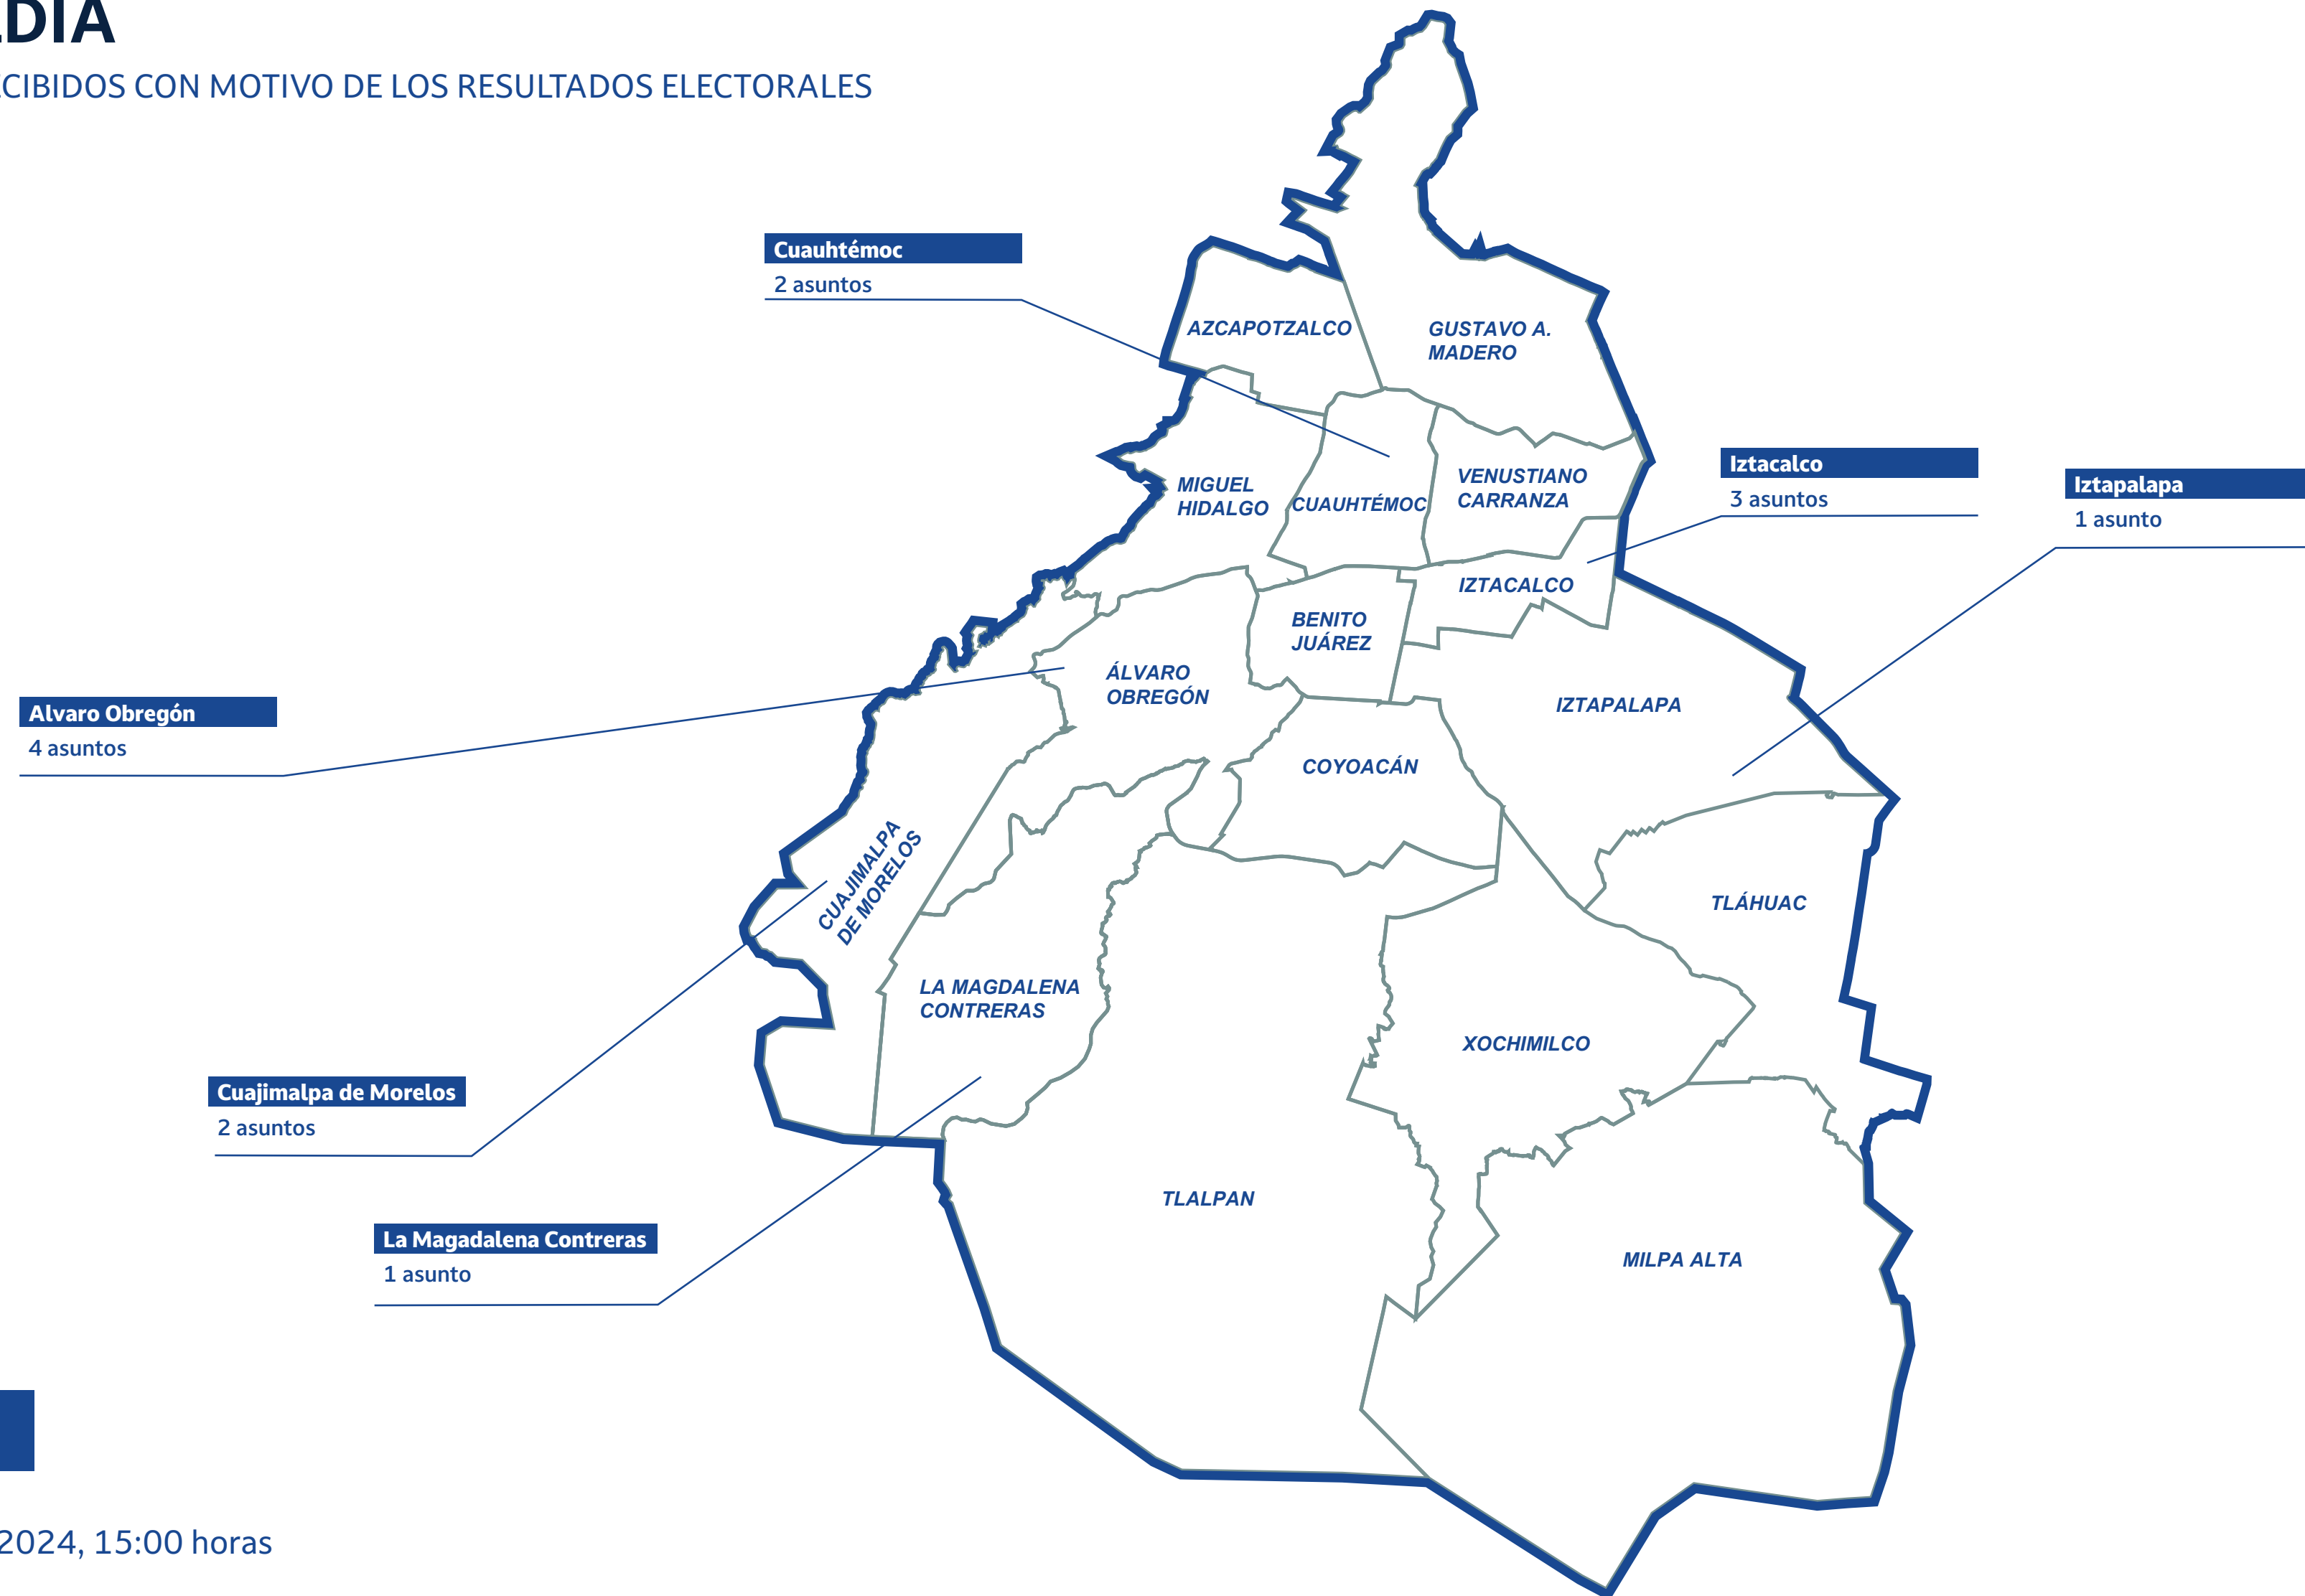 LDÍA
CIBIDOS CON MOTIVO DE LOS RESULTADOS ELECTORALES
Cuauhtémoc
2 asuntos
AZCAPOTZALCO
GUSTAVO A.
MADERO
Iztacalco
3 asuntos
Iztapalapa
1 asunto
MIGUEL
HIDALGO
CUAUHTÉMOC
VENUSTIANO
CARRANZA
IZTACALCO
BENITO
JUÁREZ
ÁLVARO
OBREGÓN
IZTAPALAPA
Alvaro Obregón
4 asuntos
COYOACÁN
CUAJIMALPA
DE MORELOS
TLÁHUAC
LA MAGDALENA
CONTRERAS
XOCHIMILCO
Cuajimalpa de Morelos
2 asuntos
TLALPAN
La Magadalena Contreras
1 asunto
MILPA ALTA
2024, 15:00 horas